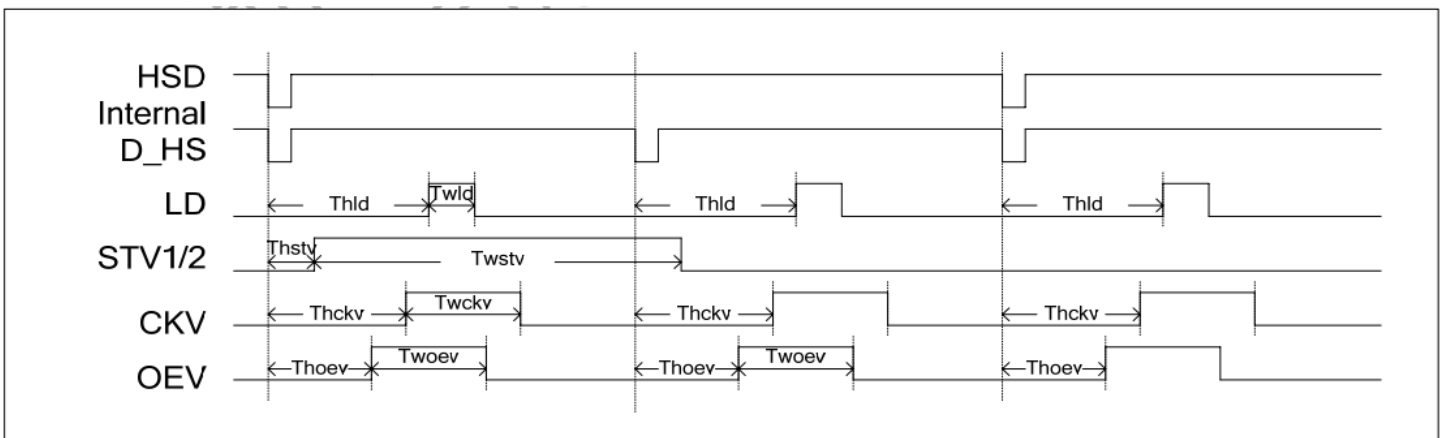 HSD
Internal
D_HS
LD Thld Twld Thld Thld
STV1/2 Thstv Twstv
CKV Thckv Twckv Thckv Thckv
OEV Thoev Twoev Thoev Twoev Thoev